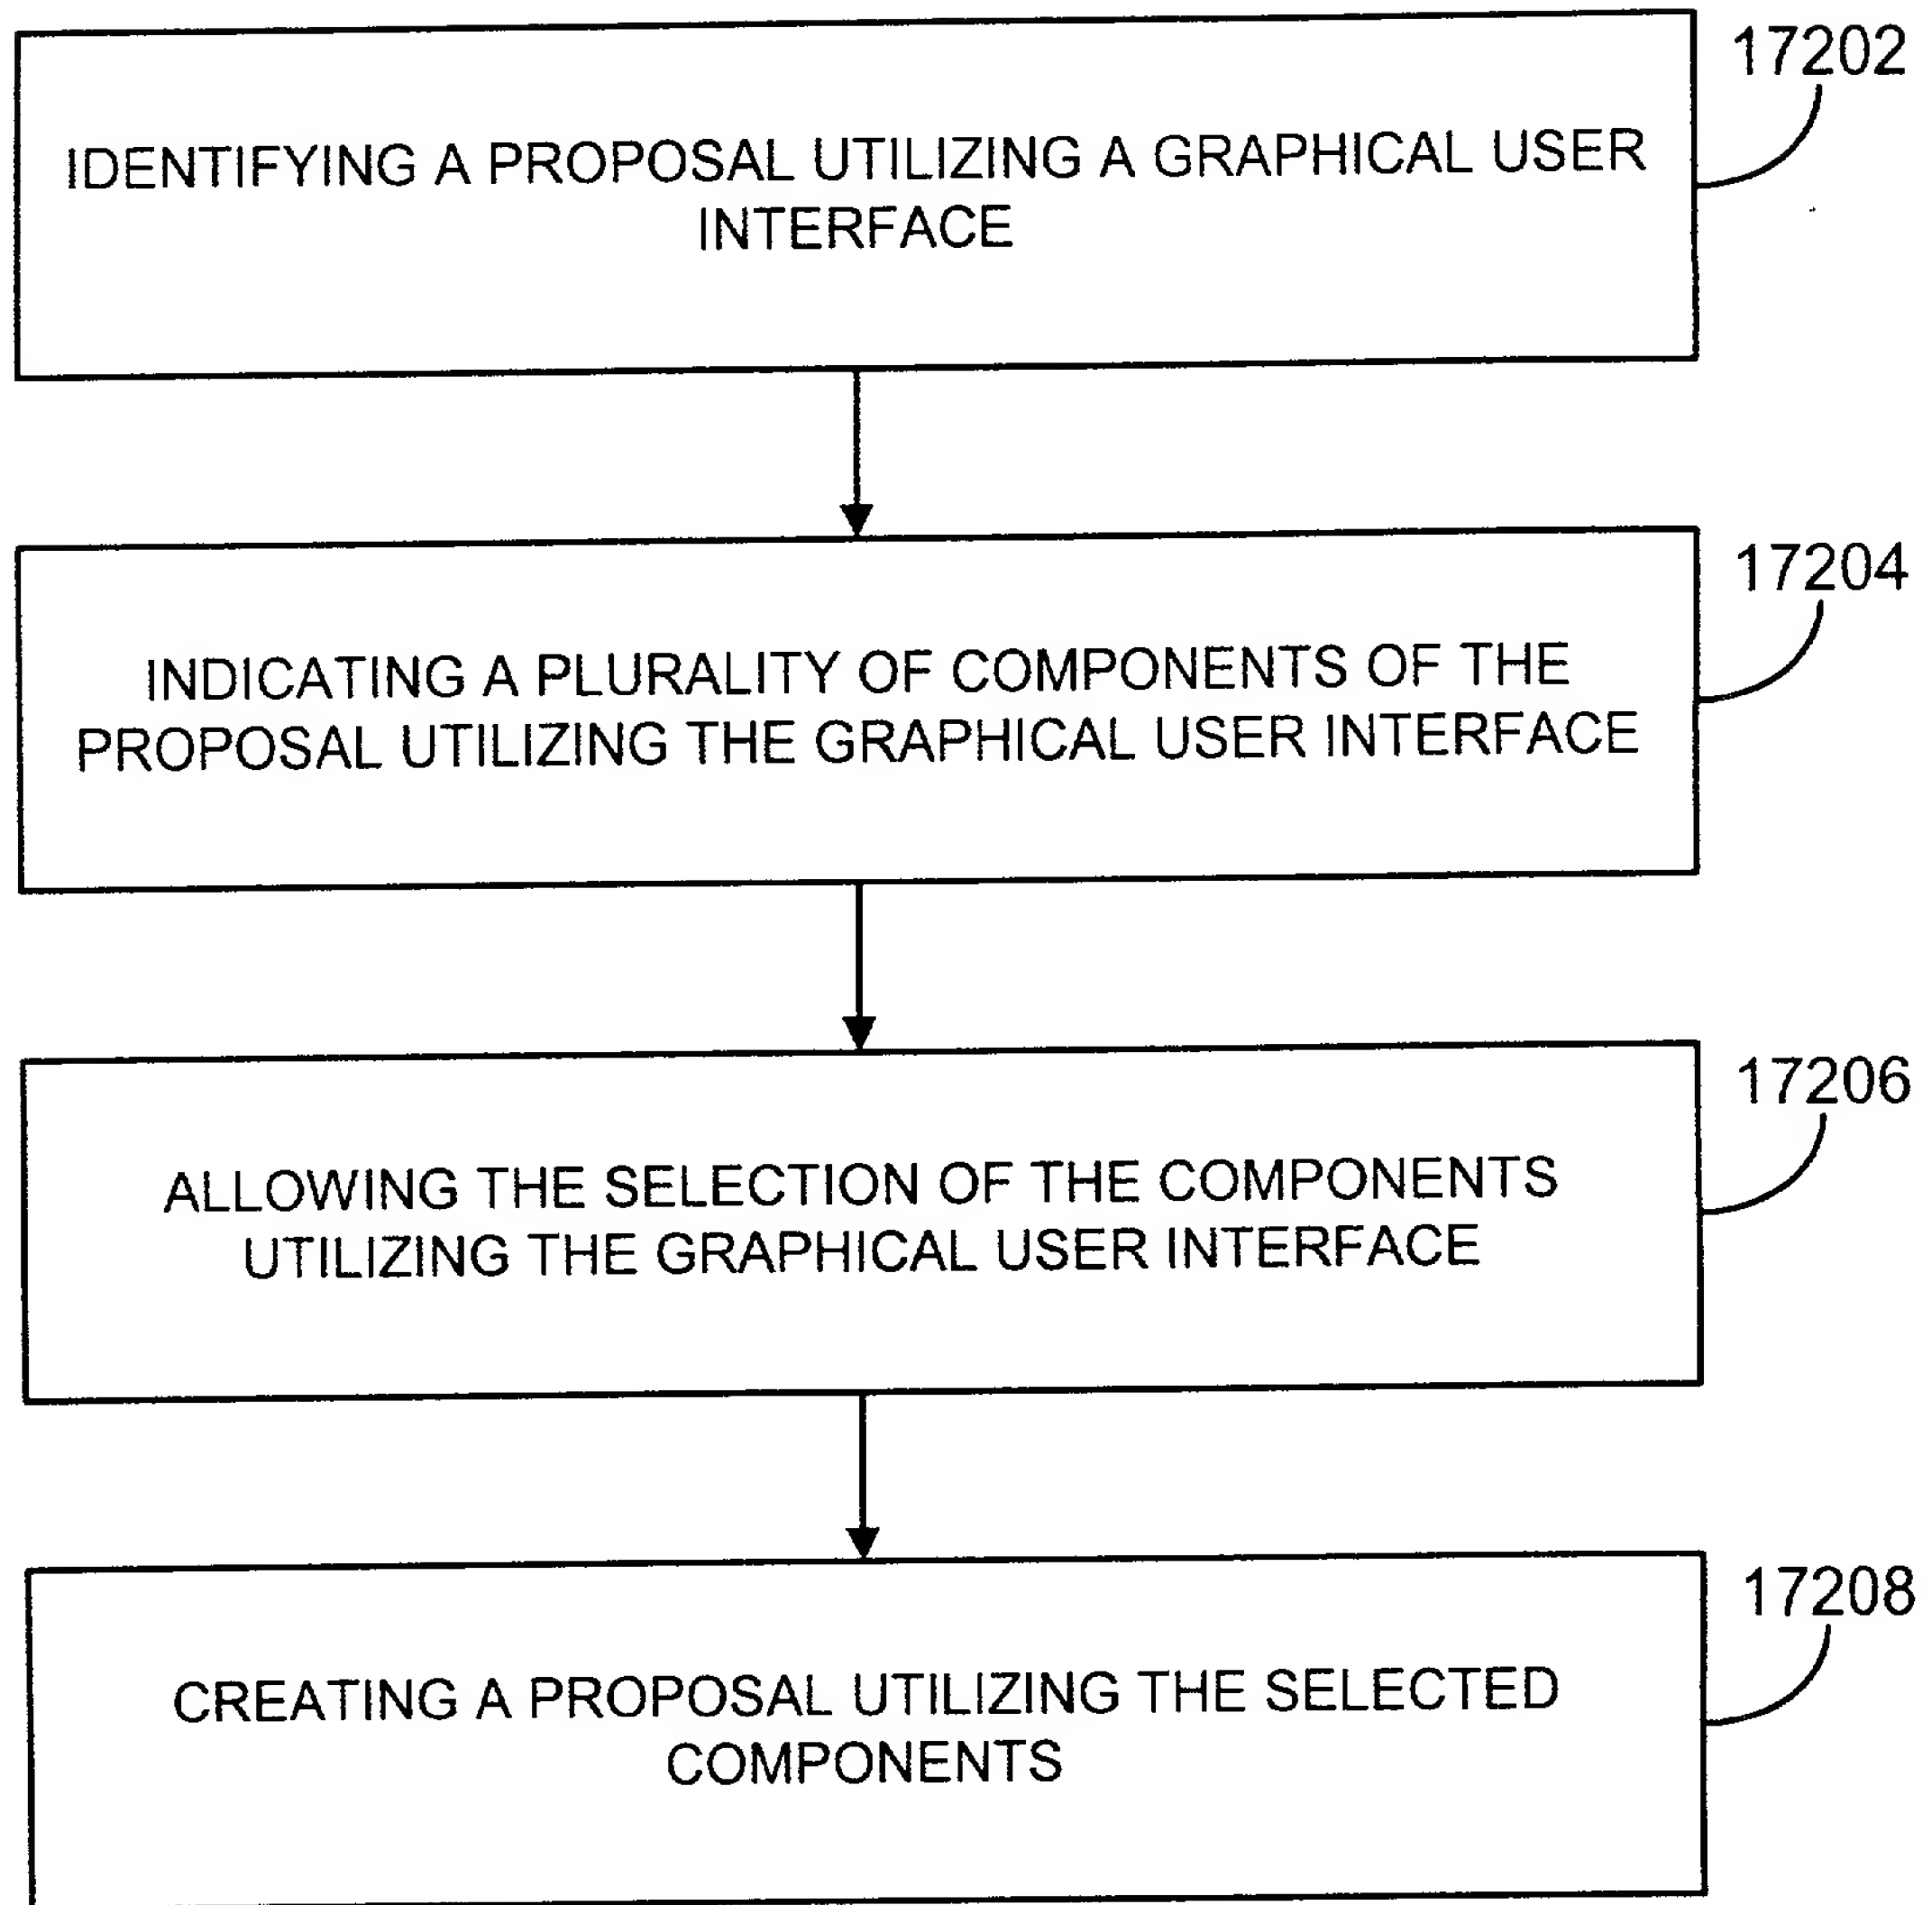 17202
IDENTIFYING A PROPOSAL UTILIZING A GRAPHICAL USER
INTERFACE
17204
INDICATING A PLURALITY OF COMPONENTS OF THE
PROPOSAL UTILIZING THE GRAPHICAL USER INTERFACE
17206
ALLOWING THE SELECTION OF THE COMPONENTS
UTILIZING THE GRAPHICAL USER INTERFACE
17208
CREATING A PROPOSAL UTILIZING THE SELECTED
COMPONENTS